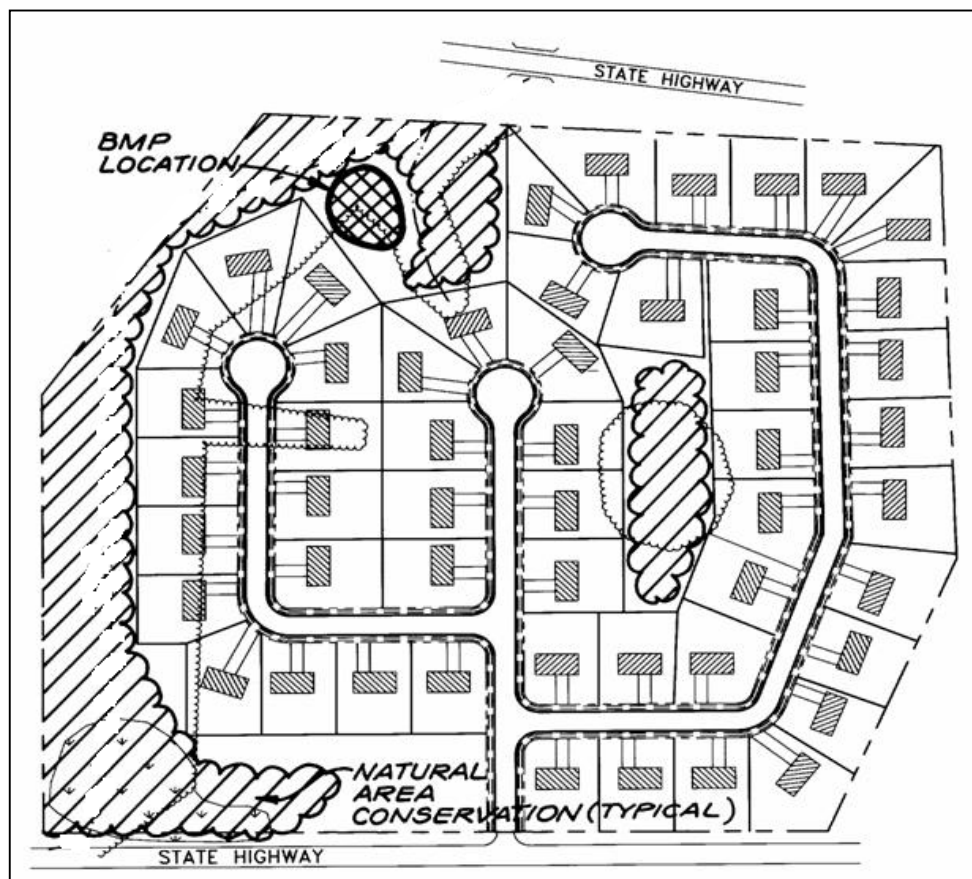 STATE HIGHWAY
BMP
LOCATION
NATURAL
AREA
CONSERVATION (TYPICAL)
STATE HIGHWAY